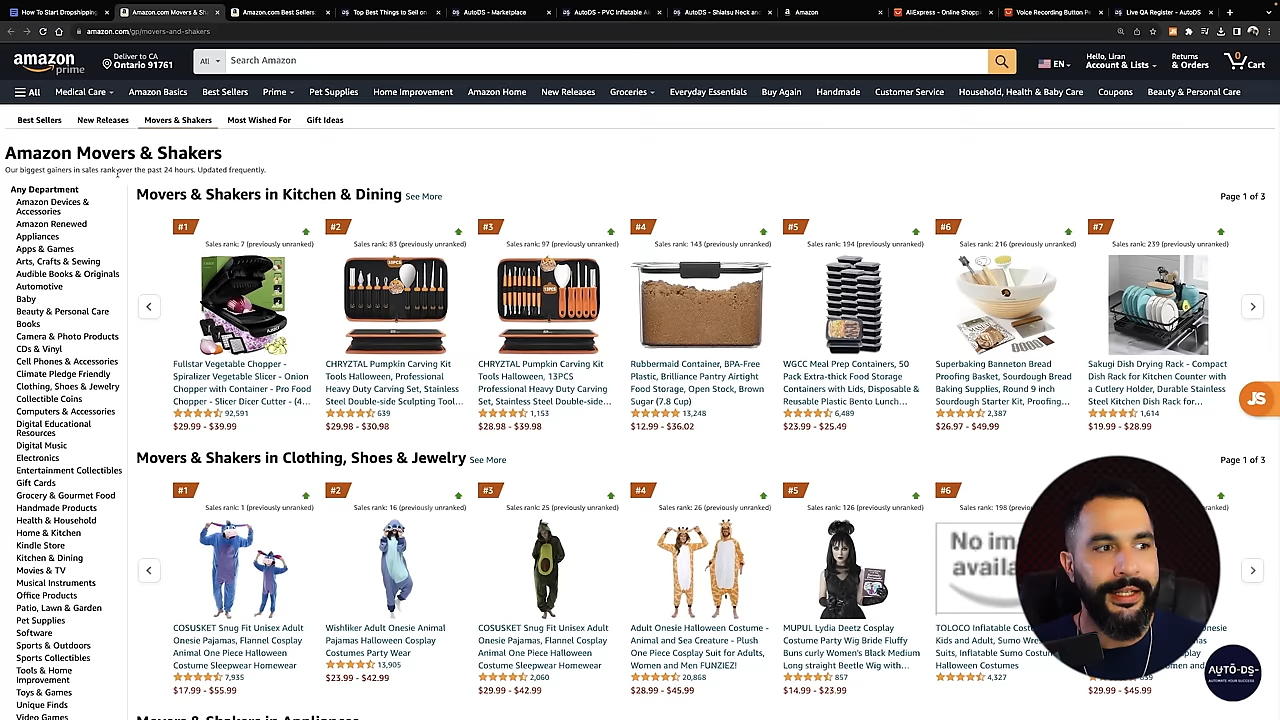 How to Start Dropshipping
Amazon.com Movers & Sh
Amazon.com Best Sellers:
Top Best Things to Sell on
AutoDS - Marketplace
AutoDS - PVC Inflatable Ai
AutoDS - Shiatsu Neck an
Amazon
AliExpress - Online Shopp
Voice Recording Button P
Live QA Register - AutoDS
amazon.com/gp/movers-and-shakers
amazon prime
Deliver to CA
Ontario 91761
All
Search Amazon
EN
Hello, Liran
Account & Lists
Returns
& Orders
0
Cart
All
Medical Care
Amazon Basics
Best Sellers
Prime
Pet Supplies
Home Improvement
Amazon Home
New Releases
Groceries
Everyday Essentials
Buy Again
Handmade
Customer Service
Household, Health & Baby Care
Coupons
Beauty & Personal Care
Best Sellers
New Releases
Movers & Shakers
Most Wished For
Gift Ideas
Amazon Movers & Shakers
Our biggest gainers in sales rank over the past 24 hours. Updated frequently.
Any Department
Amazon Devices &
Accessories
Amazon Renewed
Appliances
Apps & Games
Arts, Crafts & Sewing
Audible Books & Originals
Automotive
Baby
Beauty & Personal Care
Books
Camera & Photo Products
CDs & Vinyl
Cell Phones & Accessories
Climate Pledge Friendly
Clothing, Shoes & Jewelry
Collectible Coins
Computers & Accessories
Digital Educational
Resources
Digital Music
Electronics
Entertainment Collectibles
Gift Cards
Grocery & Gourmet Food
Handmade Products
Health & Household
Home & Kitchen
Kindle Store
Kitchen & Dining
Movies & TV
Musical Instruments
Office Products
Patio, Lawn & Garden
Pet Supplies
Software
Sports & Outdoors
Sports Collectibles
Tools & Home
Improvement
Toys & Games
Unique Finds
Video Games
Movers & Shakers in Kitchen & Dining See More
Page 1 of 3
#1
Sales rank: 7 (previously unranked)
Fullstar Vegetable Chopper -
Spiralizer Vegetable Slicer - Onion
Chopper with Container - Pro Food
Chopper - Slicer Dicer Cutter - (4…
92,591
$29.99 - $39.99
#2
Sales rank: 83 (previously unranked)
CHRYZTAL Pumpkin Carving Kit
Tools Halloween, Professional
Heavy Duty Carving Set, Stainless
Steel Double-side Sculpting Tool…
639
$29.98 - $30.98
#3
Sales rank: 97 (previously unranked)
CHRYZTAL Pumpkin Carving Kit
Tools Halloween, 13PCS
Professional Heavy Duty Carving
Set, Stainless Steel Double-side…
1,153
$28.98 - $39.98
#4
Sales rank: 143 (previously unranked)
Rubbermaid Container, BPA-Free
Plastic, Brilliance Pantry Airtight
Food Storage, Open Stock, Brown
Sugar (7.8 Cup)
13,248
$12.99 - $36.02
#5
Sales rank: 194 (previously unranked)
WGCC Meal Prep Containers, 50
Pack Extra-thick Food Storage
Containers with Lids, Disposable &
Reusable Plastic Bento Lunch…
6,489
$23.99 - $25.49
#6
Sales rank: 216 (previously unranked)
Superbaking Banneton Bread
Proofing Basket, Sourdough Bread
Baking Supplies, Round 9 inch
Sourdough Starter Kit, Proofing…
2,387
$26.97 - $49.99
#7
Sales rank: 239 (previously unranked)
Sakugi Dish Drying Rack - Compact
Dish Rack for Kitchen Counter with
a Cutlery Holder, Durable Stainless
Steel Kitchen Dish Rack for…
1,614
$19.99 - $28.99
JS
Movers & Shakers in Clothing, Shoes & Jewelry See More
Page 1 of 3
#1
Sales rank: 1 (previously unranked)
COSUSKET Snug Fit Unisex Adult
Onesie Pajamas, Flannel Cosplay
Animal One Piece Halloween
Costume Sleepwear Homewear
7,935
$17.99 - $55.99
#2
Sales rank: 16 (previously unranked)
Wishliker Adult Onesie Animal
Pajamas Halloween Cosplay
Costumes Party Wear
13,905
$23.99 - $42.99
#3
Sales rank: 25 (previously unranked)
COSUSKET Snug Fit Unisex Adult
Onesie Pajamas, Flannel Cosplay
Animal One Piece Halloween
Costume Sleepwear Homewear
2,060
$29.99 - $42.99
#4
Sales rank: 26 (previously unranked)
Adult Onesie Halloween Costume -
Animal and Sea Creature - Plush
One Piece Cosplay Suit for Adults,
Women and Men FUNZIEZ!
20,868
$28.99 - $45.99
#5
Sales rank: 126 (previously unranked)
MUPUL Lydia Deetz Cosplay
Costume Party Wig Bride Fluffy
Buns curly Women's Black Medium
Long straight Beetle Wig with…
857
$14.99 - $23.99
#6
Sales rank: 198
No im
availa
TOLOCO Inflatable Cost
Kids and Adult, Sumo Wre
Suits, Inflatable Sumo Costum
Halloween Costumes
4,327
nranked)
nesie
$29.99 - $45.99
AUTO-DS
AUTOMATE YOUR SUCCESS
Movers & Shakers in Appliances